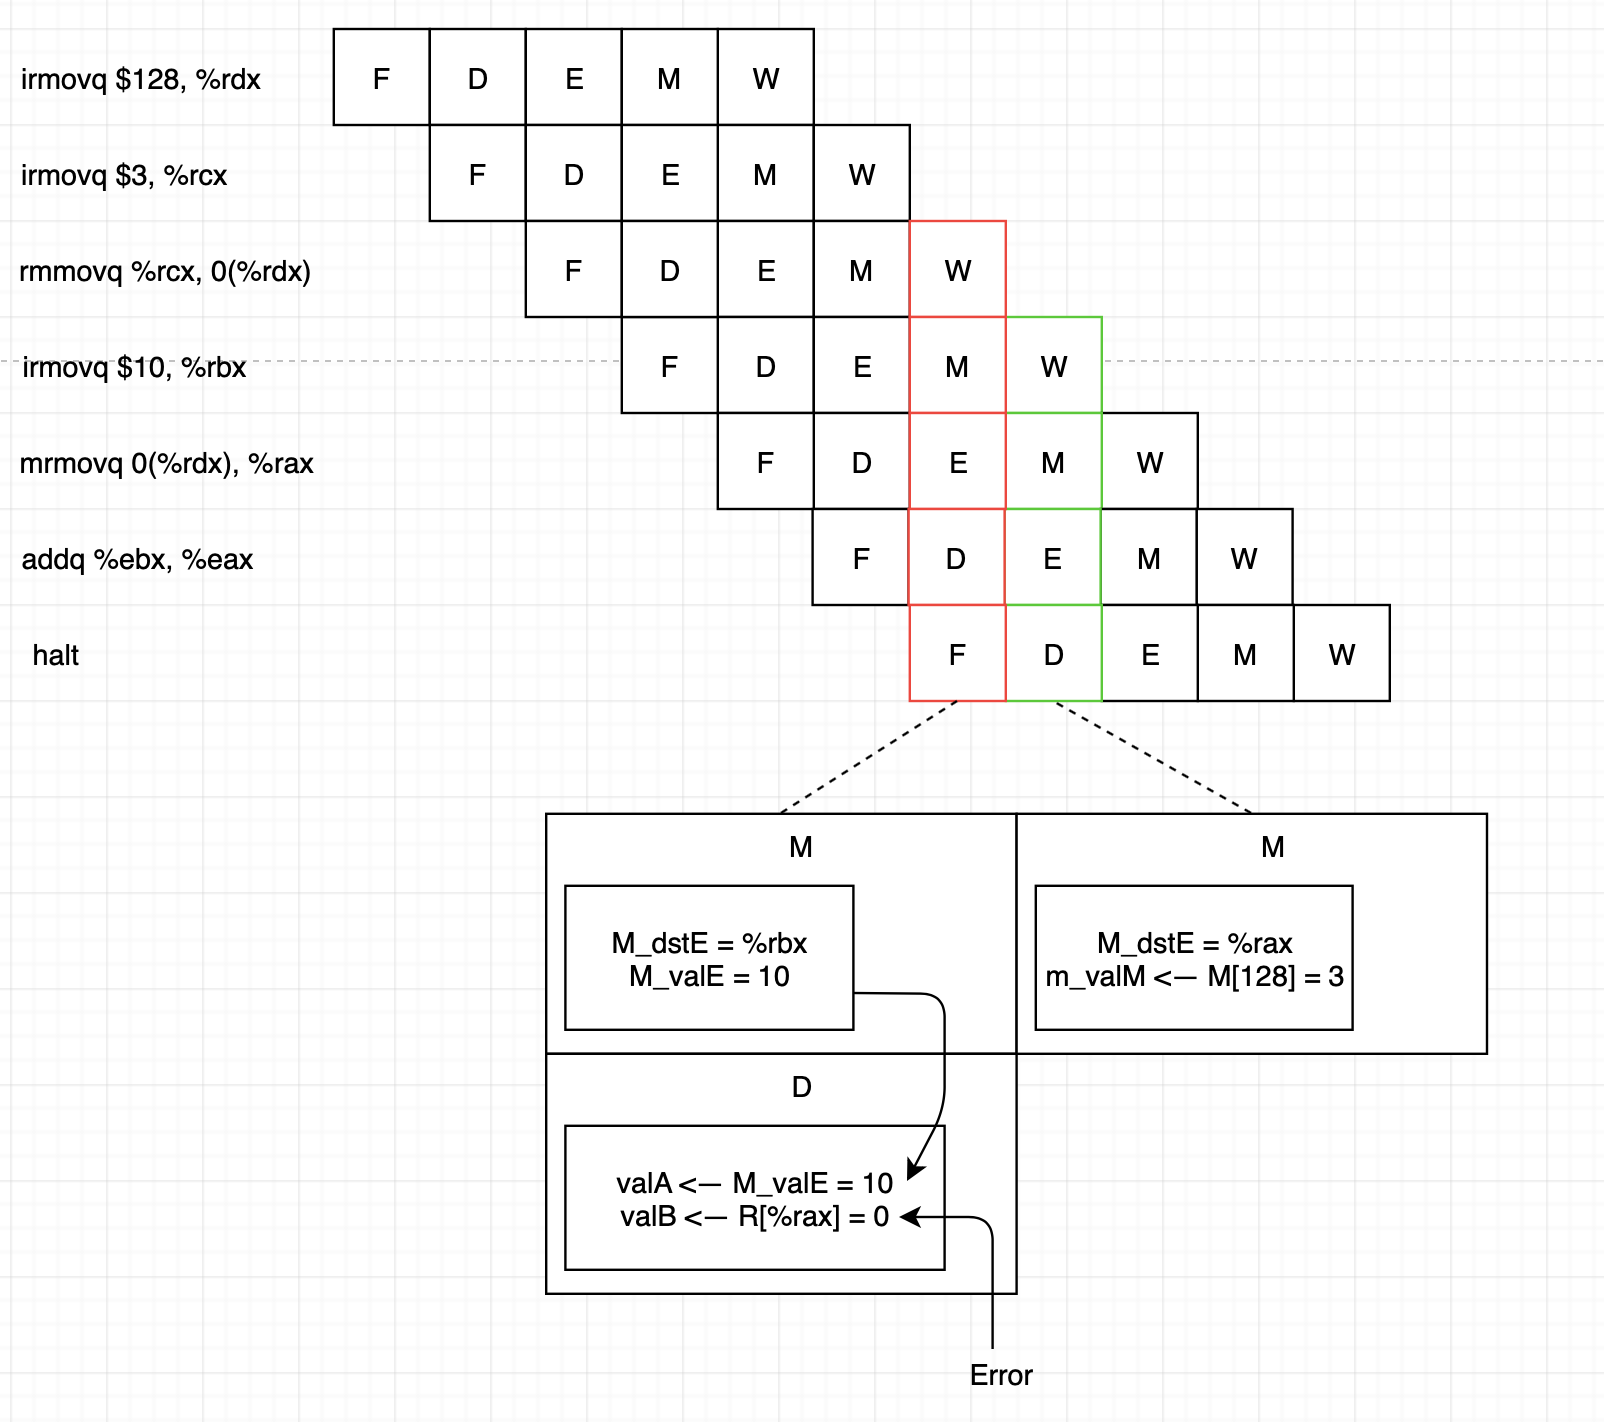 irmovq $128, %rdx F D E M W
irmovq $3, %rcx F D E M W
rmmovq %rcx, 0(%rdx) F D E M W
irmovq $10, %rbx F D E M W
mrmovq 0(%rdx), %rax F D E M W
addq %ebx, %eax F D E M W
halt F D E M W
M
M_dstE = %rbx
M_valE = 10
M
M_dstE = %rax
m_valM <— M[128] = 3
D
valA <— M_valE = 10
valB <— R[%rax] = 0
Error